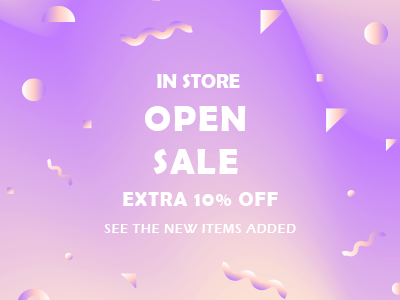 IN STORE
OPEN
SALE
EXTRA 10% OFF
SEE THE NEW ITEMS ADDED